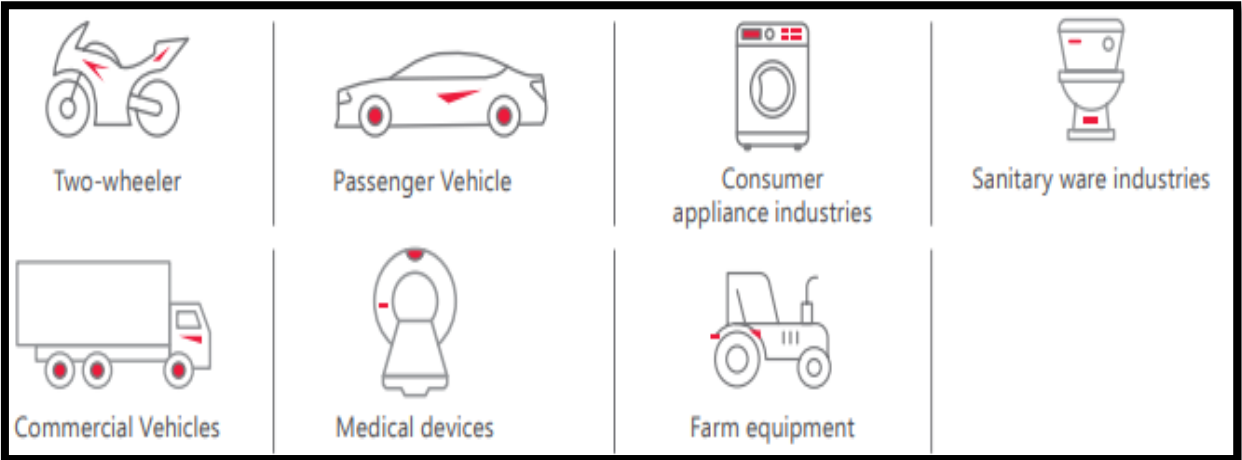 Two-wheeler
Passenger Vehicle
Consumer
appliance industries
Sanitary ware industries
Commercial Vehicles
Medical devices
Farm equipment